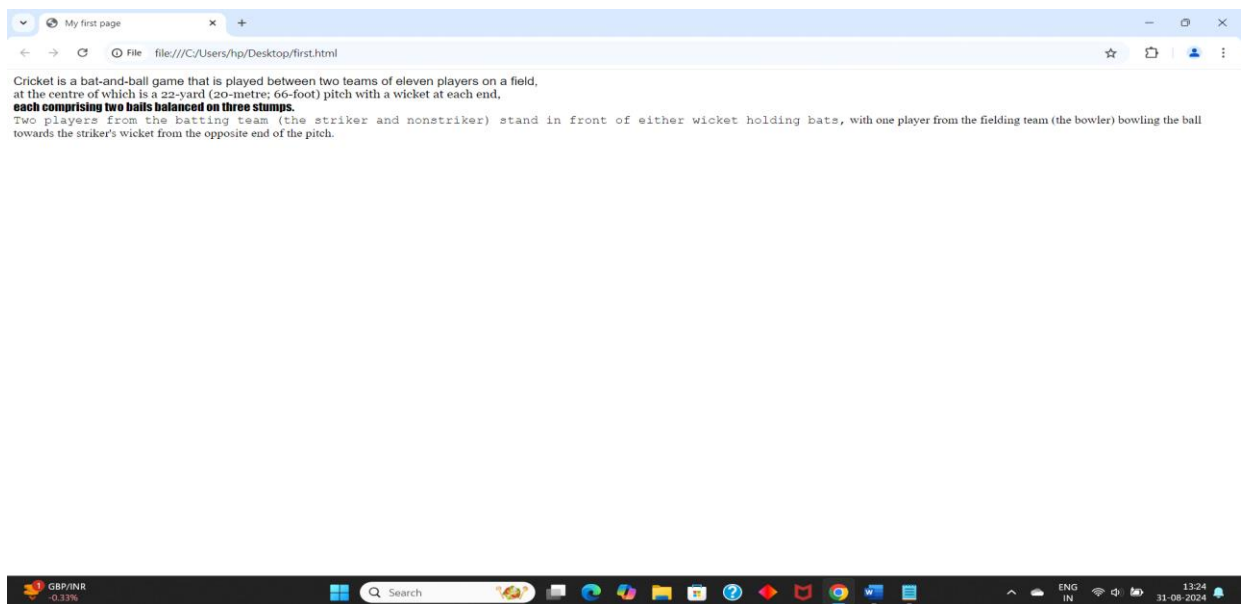 My first page
File file:///C:/Users/hp/Desktop/first.html
Cricket is a bat-and-ball game that is played between two teams of eleven players on a field,
at the centre of which is a 22-yard (20-metre; 66-foot) pitch with a wicket at each end,
each comprising two bails balanced on three stumps.
Two players from the batting team (the striker and nonstriker) stand in front of either wicket holding bats, with one player from the fielding team (the bowler) bowling the ball
towards the striker's wicket from the opposite end of the pitch.
1 GBP/INR
-0.33%
Search
W
ENG
IN
13:24
31-08-2024